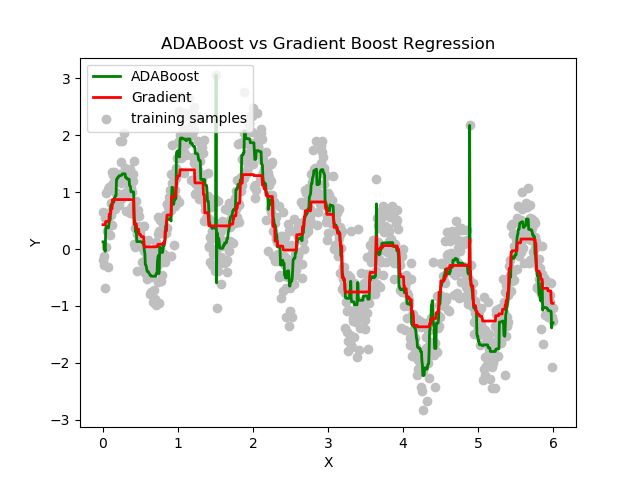 ADABoost vs Gradient Boost Regression
ADABoost
Gradient
training samples
3
2
1
0
−1
−2
−3
Y
0 1 2 3 4 5 6
X